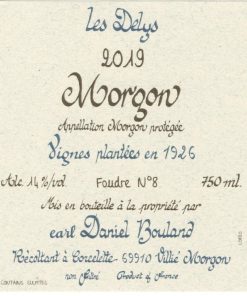 Les Delys
2019
Morgon
Appellation Morgon protégée
Vignes plantées en 1926
Alc. 14%/vol Foudre N°8 750 ml.
Mis en bouteille à la propriété par
earl Daniel Bouland
Récoltant à Corcelette-69910 Villié Morgon
non filtré Product of France
CONTAINS SULFITES